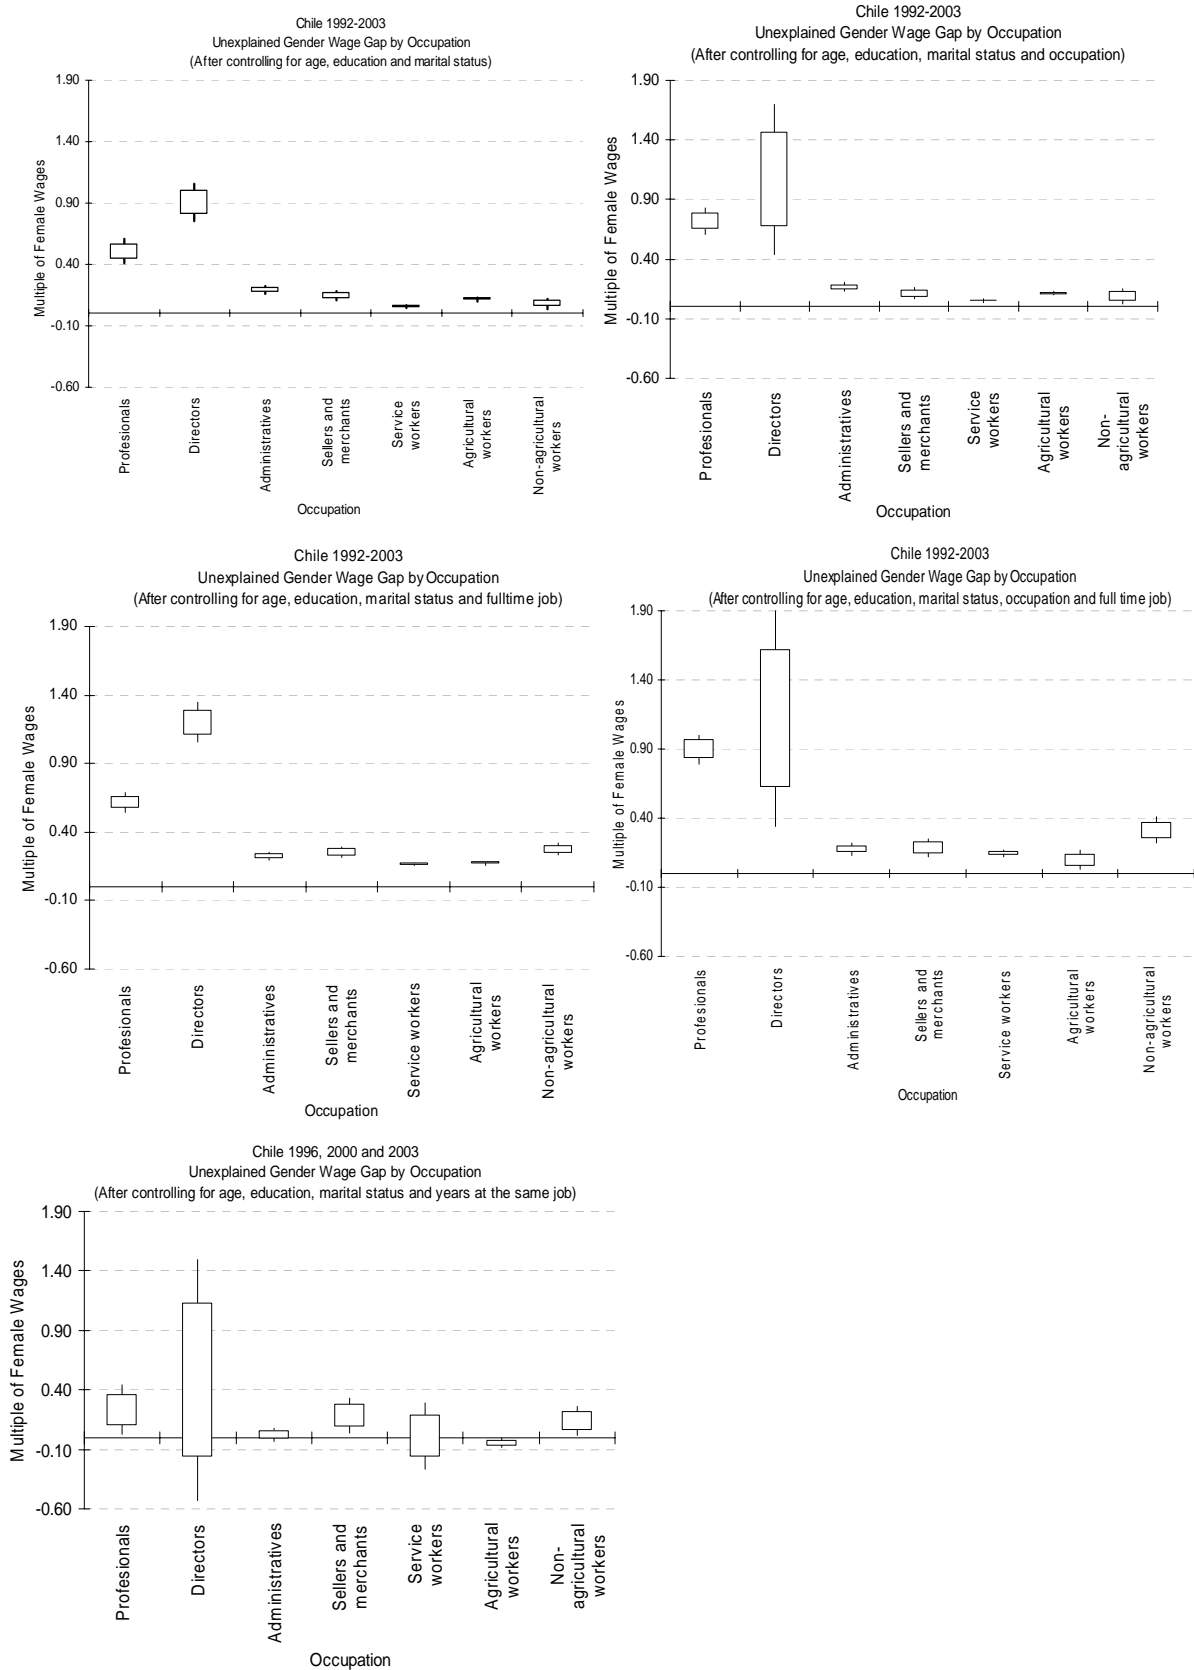 Chile 1992-2003
Unexplained Gender Wage Gap by Occupation
(After controlling for age, education and marital status)
Multiple of Female Wages
1.90
1.40
0.90
0.40
-0.10
-0.60
Profesionals
Directors
Administratives
Sellers and
merchants
Service
workers
Agricultural
workers
Non-agricultural
workers
Occupation
Chile 1992-2003
Unexplained Gender Wage Gap by Occupation
(After controlling for age, education, marital status and occupation)
Multiple of Female Wages
1.90
1.40
0.90
0.40
-0.10
-0.60
Profesionals
Directors
Administratives
Sellers and
merchants
Service
workers
Agricultural
workers
Non-
agricultural
workers
Occupation
Chile 1992-2003
Unexplained Gender Wage Gap by Occupation
(After controlling for age, education, marital status and fulltime job)
Multiple of Female Wages
1.90
1.40
0.90
0.40
-0.10
-0.60
Profesionals
Directors
Administratives
Sellers and
merchants
Service workers
Agricultural
workers
Non-agricultural
workers
Occupation
Chile 1992-2003
Unexplained Gender Wage Gap by Occupation
(After controlling for age, education, marital status, occupation and full time job)
Multiple of Female Wages
1.90
1.40
0.90
0.40
-0.10
-0.60
Profesionals
Directors
Administratives
Sellers and
merchants
Service workers
Agricultural
workers
Non-agricultural
workers
Occupation
Chile 1996, 2000 and 2003
Unexplained Gender Wage Gap by Occupation
(After controlling for age, education, marital status and years at the same job)
Multiple of Female Wages
1.90
1.40
0.90
0.40
-0.10
-0.60
Profesionals
Directors
Administratives
Sellers and
merchants
Service
workers
Agricultural
workers
Non-
agricultural
workers
Occupation